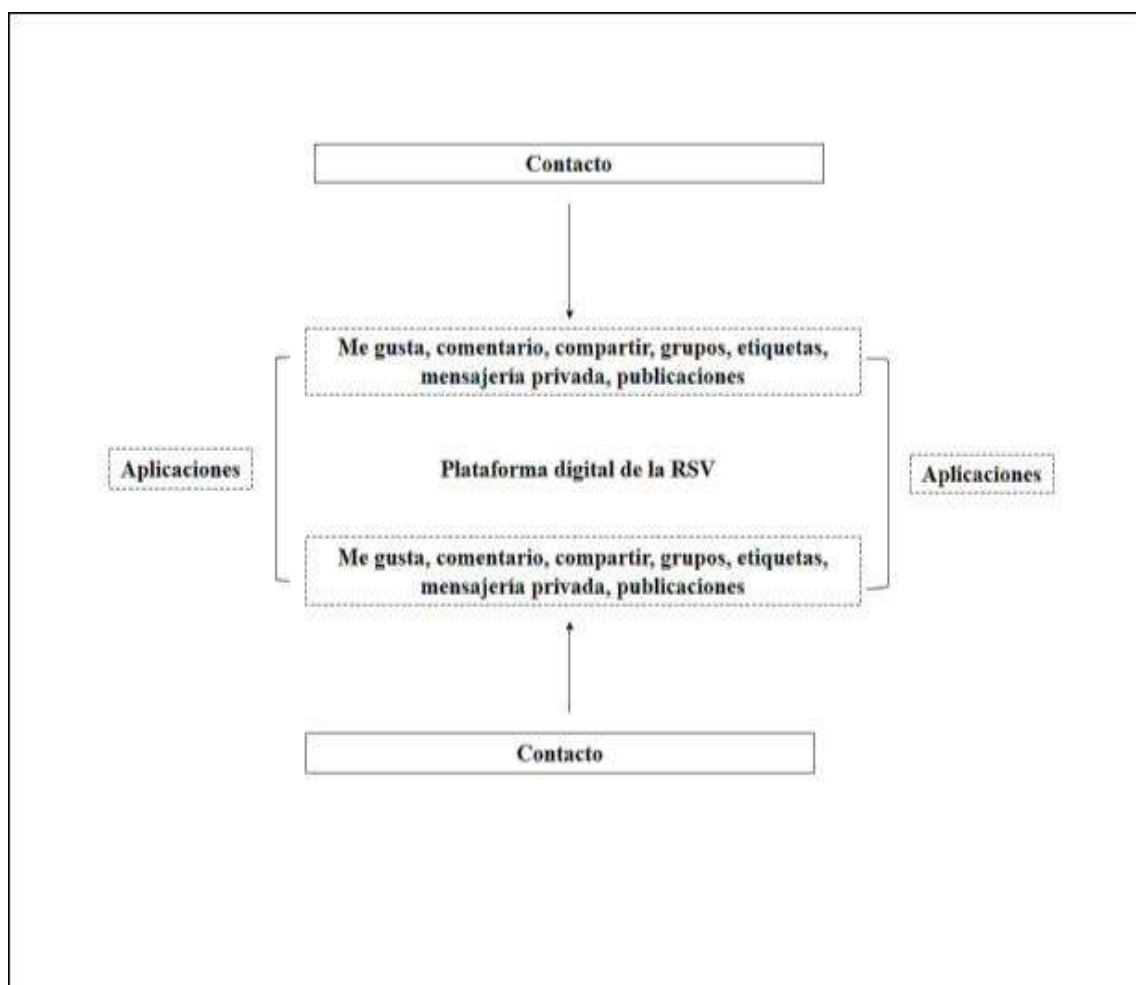 Contacto
Me gusta, comentario, compartir, grupos, etiquetas,
mensajería privada, publicaciones
Aplicaciones
Plataforma digital de la RSV
Aplicaciones
Me gusta, comentario, compartir, grupos, etiquetas,
mensajería privada, publicaciones
Contacto